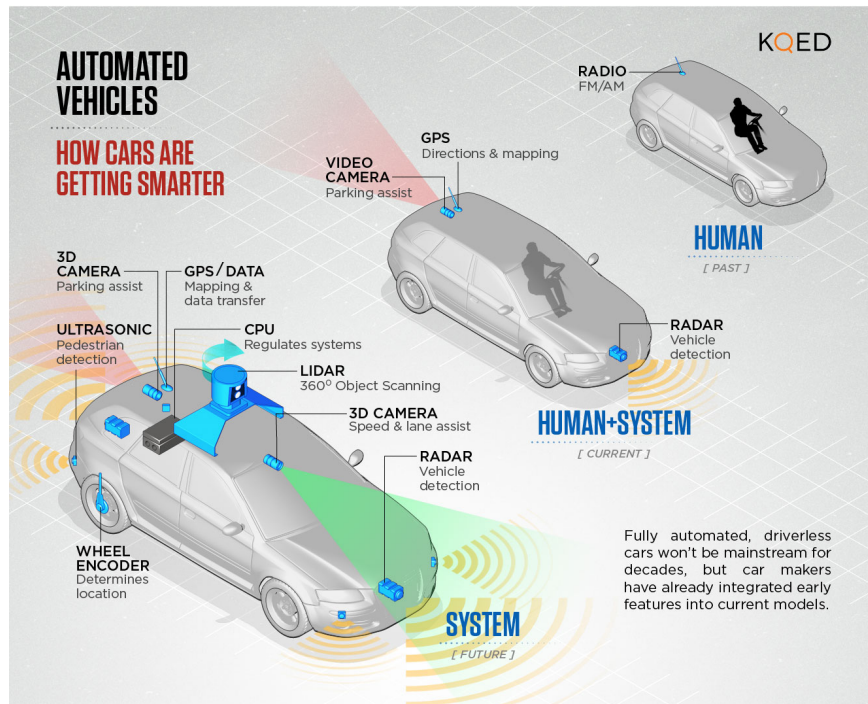 KQED
AUTOMATED
VEHICLES
HOW CARS ARE
GETTING SMARTER
RADIO
FM/AM
HUMAN
[ PAST ]
GPS
Directions & mapping
VIDEO
CAMERA
Parking assist
RADAR
Vehicle
detection
HUMAN+SYSTEM
[ CURRENT ]
3D
CAMERA
Parking assist
GPS/DATA
Mapping &
data transfer
ULTRASONIC
Pedestrian
detection
CPU
Regulates systems
LIDAR
360⁰ Object Scanning
3D CAMERA
Speed & lane assist
RADAR
Vehicle
detection
WHEEL
ENCODER
Determines
location
SYSTEM
[ FUTURE ]
Fully automated, driverless
cars won't be mainstream for
decades, but car makers
have already integrated early
features into current models.